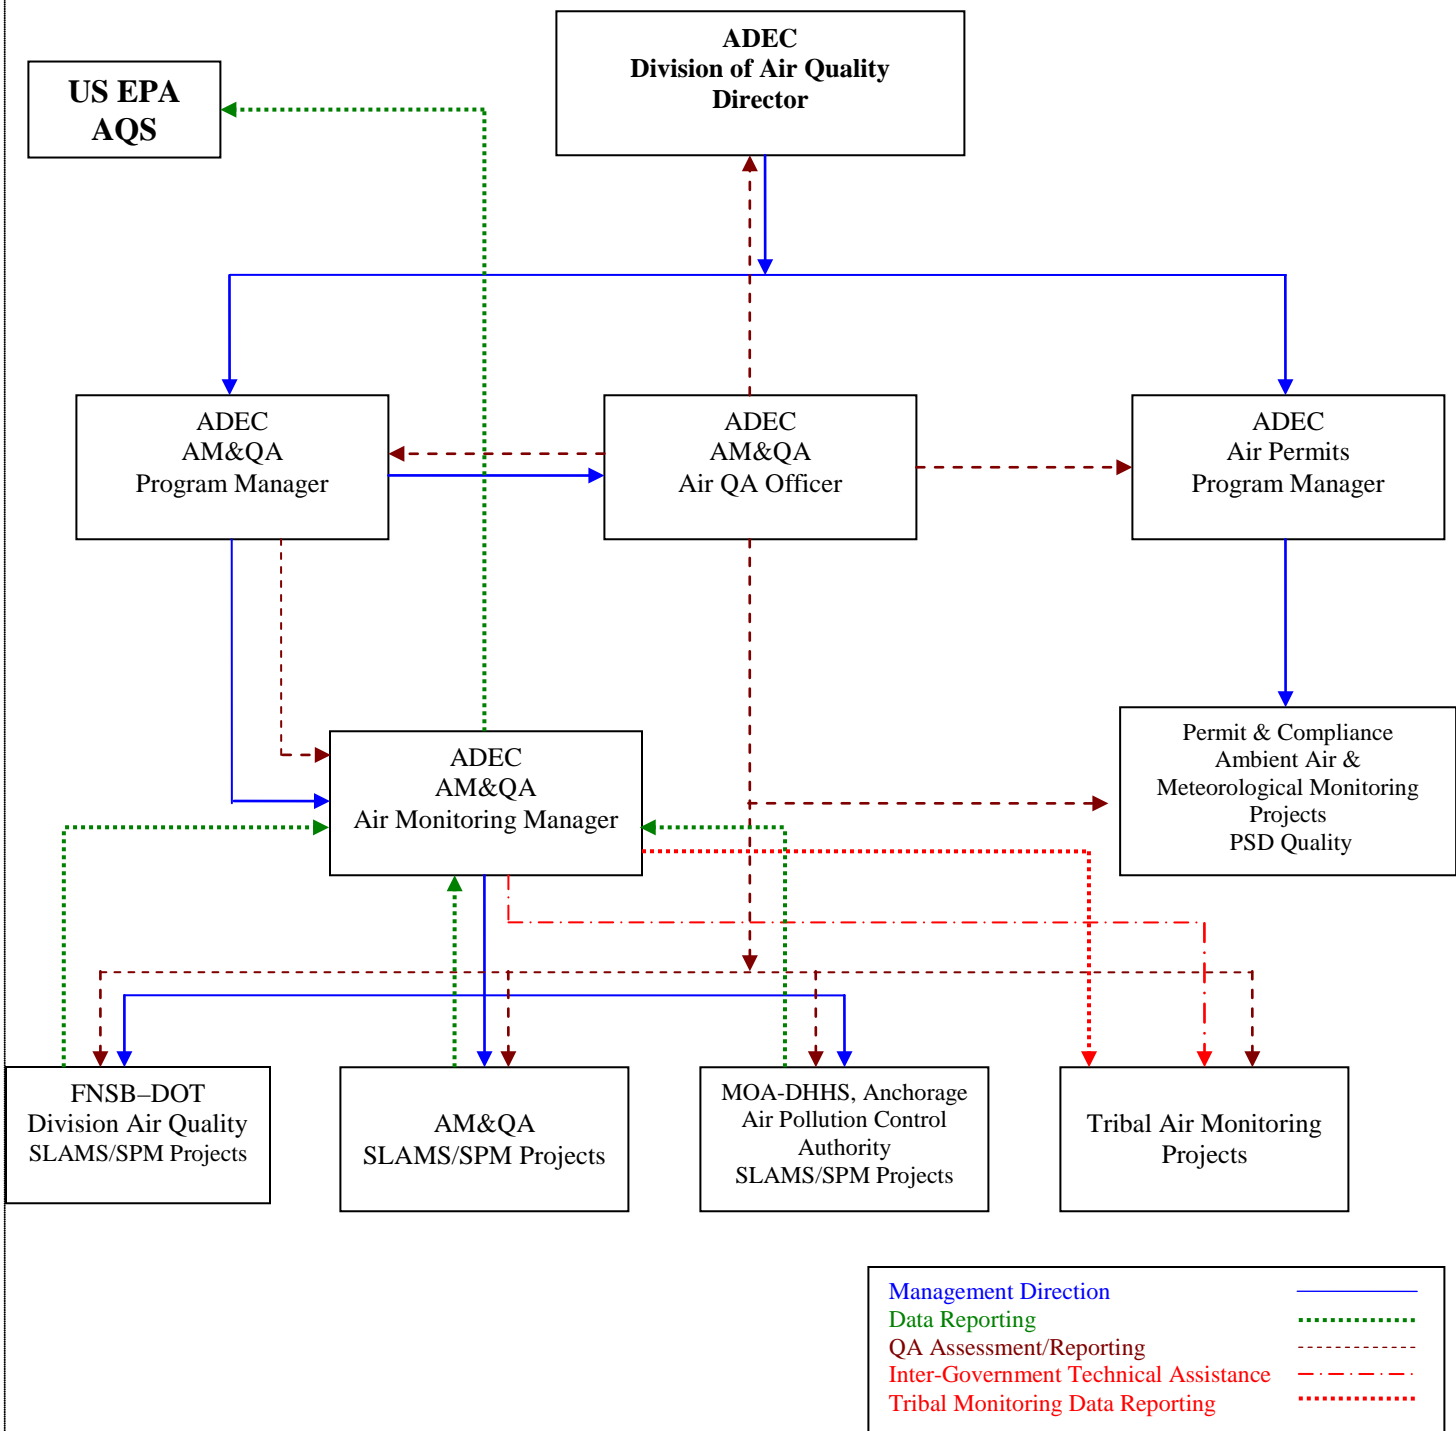 ADEC
Division of Air Quality
Director
US EPA
AQS
ADEC
AM&QA
Program Manager
ADEC
AM&QA
Air QA Officer
ADEC
Air Permits
Program Manager
ADEC
AM&QA
Air Monitoring Manager
Permit & Compliance
Ambient Air &
Meteorological Monitoring
Projects
PSD Quality
FNSB–DOT
Division Air Quality
SLAMS/SPM Projects
AM&QA
SLAMS/SPM Projects
MOA-DHHS, Anchorage
Air Pollution Control
Authority
SLAMS/SPM Projects
Tribal Air Monitoring
Projects
Management Direction
Data Reporting
QA Assessment/Reporting
Inter-Government Technical Assistance
Tribal Monitoring Data Reporting